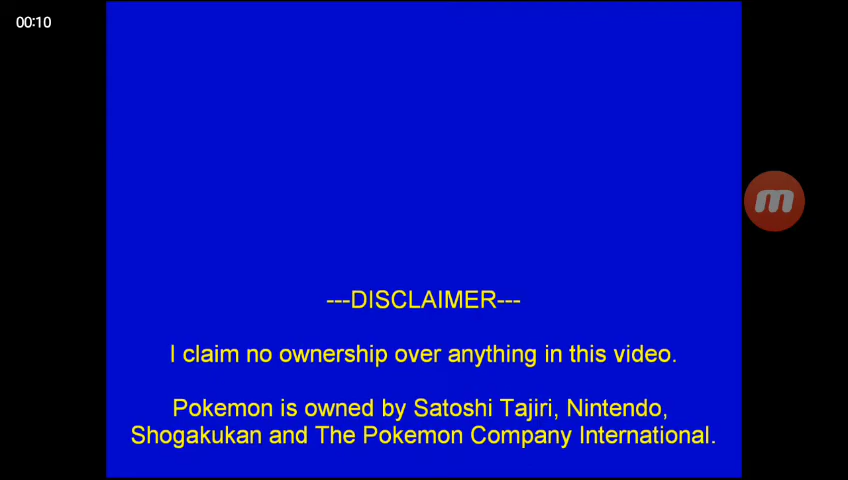 00:10
---DISCLAIMER---
I claim no ownership over anything in this video.
Pokemon is owned by Satoshi Tajiri, Nintendo,
Shogakukan and The Pokemon Company International.